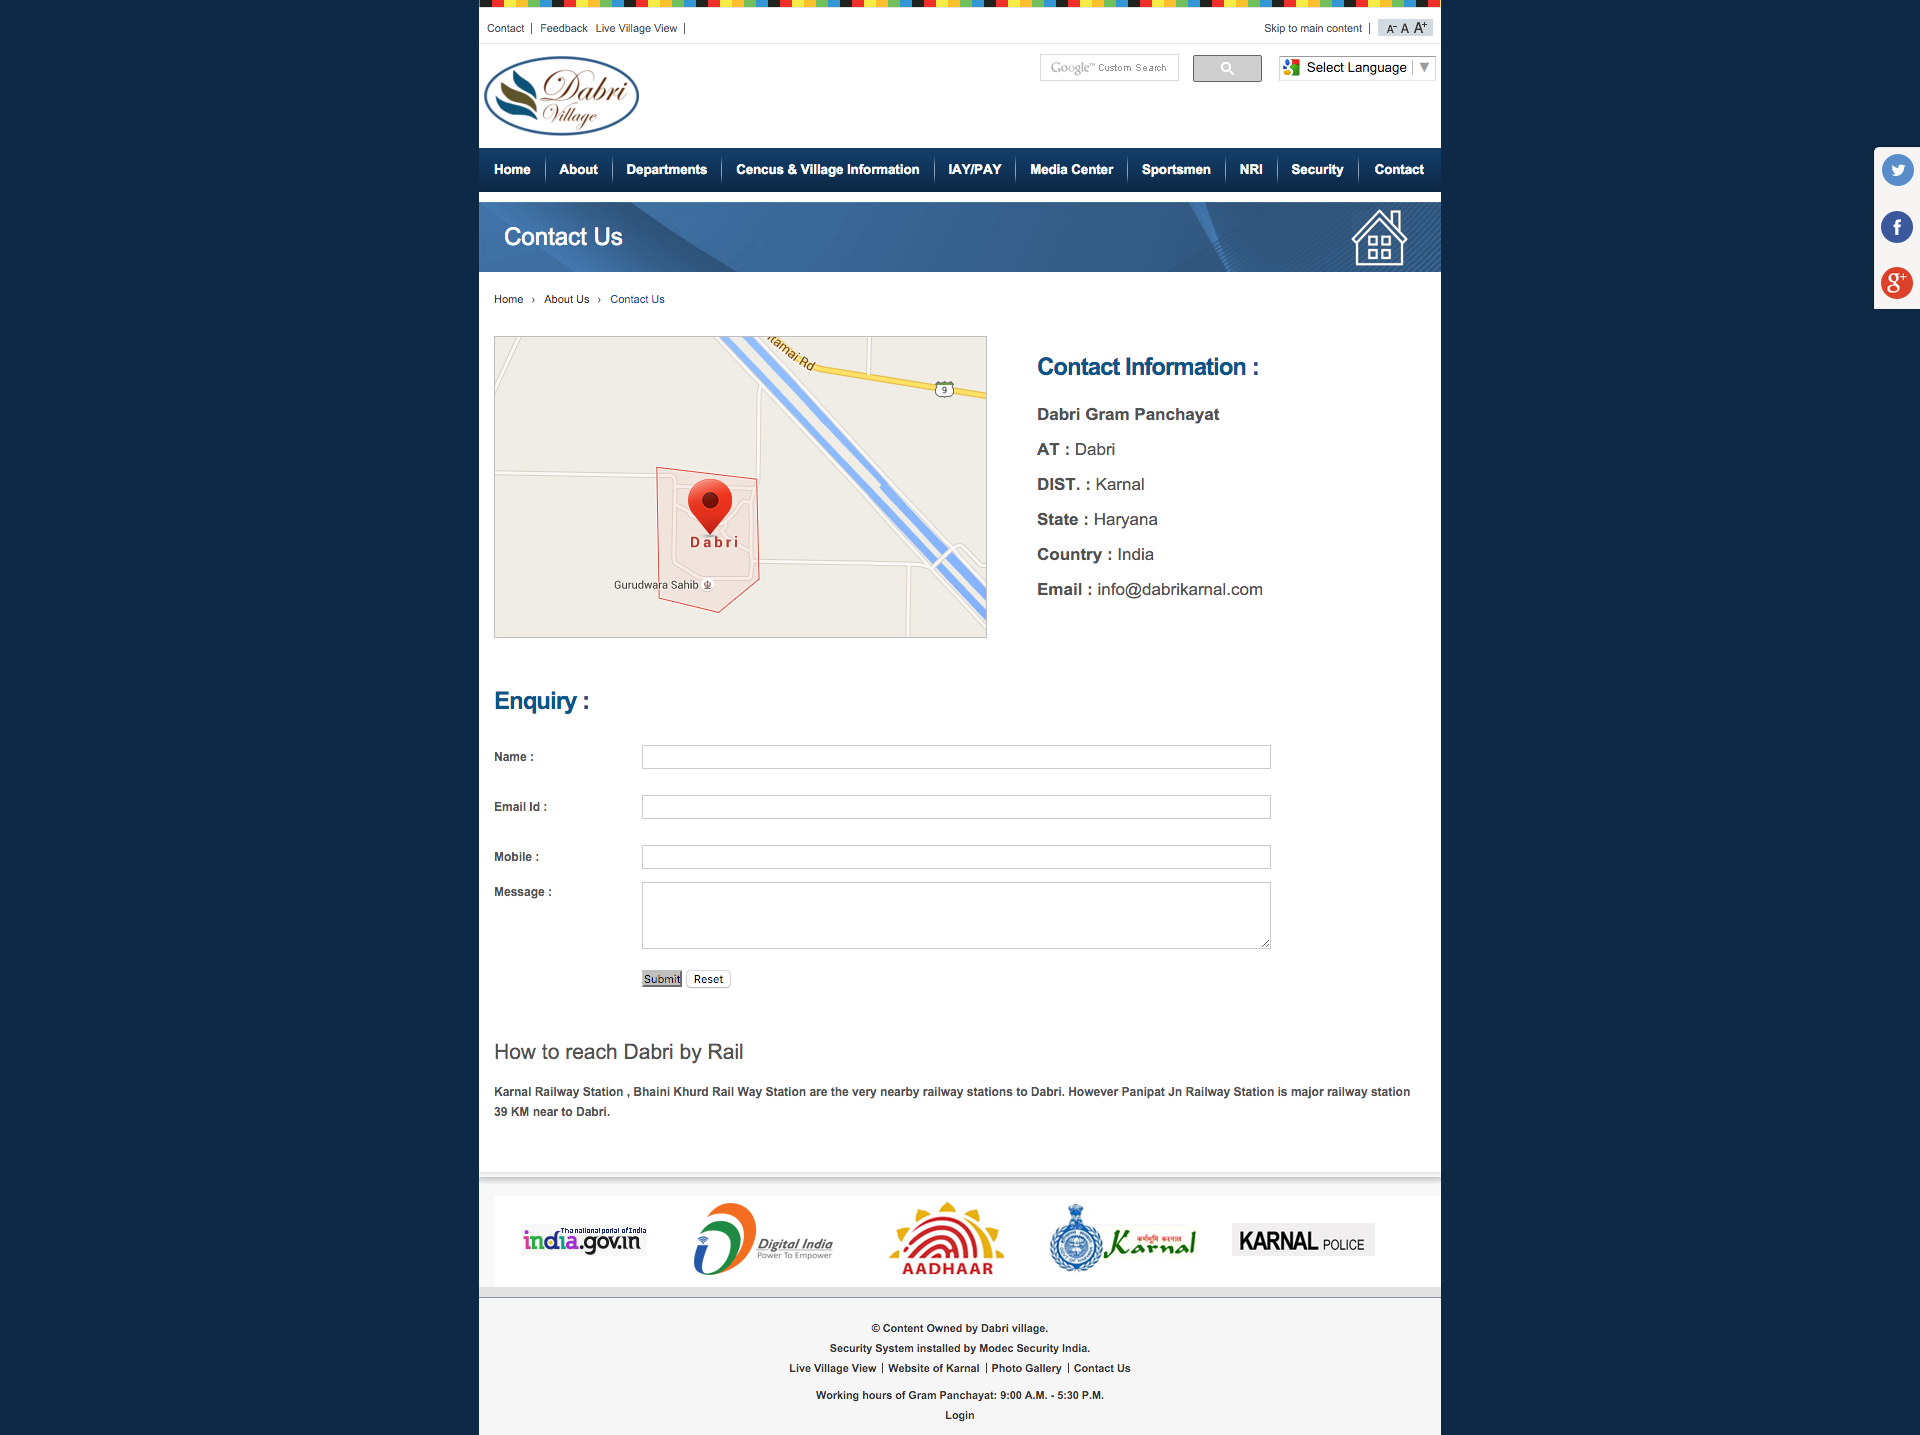 Contact | Feedback Live Village View |
Skip to main content | A- A A+
Dabri
Village
Google™ Custom Search
Select Language ▼
Home About Departments Cencus & Village Information IAY/PAY Media Center Sportsmen NRI Security Contact
Contact Us
Home › About Us › Contact Us
Rd
9
Dabri
Gurudwara Sahib
Contact Information :
Dabri Gram Panchayat
AT : Dabri
DIST. : Karnal
State : Haryana
Country : India
Email : info@dabrikarnal.com
Enquiry :
Name :
Email Id :
Mobile :
Message :
Submit Reset
How to reach Dabri by Rail
Karnal Railway Station , Bhaini Khurd Rail Way Station are the very nearby railway stations to Dabri. However Panipat Jn Railway Station is major railway station
39 KM near to Dabri.
The national portal of India
india.gov.in
Digital India
Power To Empower
AADHAAR
कर्मभूमि करनाल
Karnal
KARNAL POLICE
© Content Owned by Dabri village.
Security System installed by Modec Security India.
Live Village View | Website of Karnal | Photo Gallery | Contact Us
Working hours of Gram Panchayat: 9:00 A.M. - 5:30 P.M.
Login